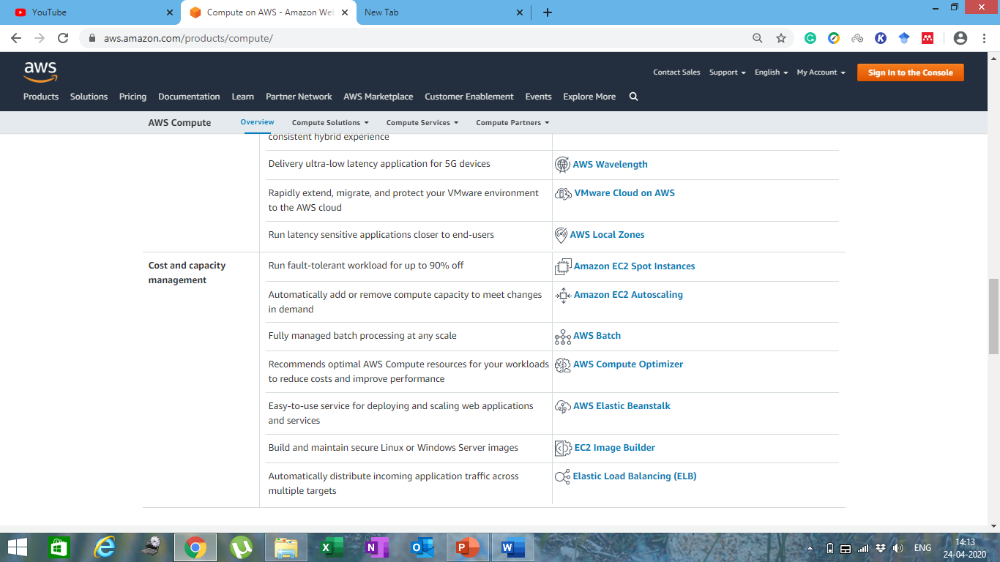 YouTube
Compute on AWS - Amazon Web
New Tab
aws.amazon.com/products/compute/
aws
Contact Sales Support English My Account Sign In to the Console
Products Solutions Pricing Documentation Learn Partner Network AWS Marketplace Customer Enablement Events Explore More
AWS Compute Overview Compute Solutions Compute Services Compute Partners
consistent hybrid experience
Delivery ultra-low latency application for 5G devices
AWS Wavelength
Rapidly extend, migrate, and protect your VMware environment
to the AWS cloud
VMware Cloud on AWS
Run latency sensitive applications closer to end-users
AWS Local Zones
Cost and capacity
management
Run fault-tolerant workload for up to 90% off
Amazon EC2 Spot Instances
Automatically add or remove compute capacity to meet changes
in demand
Amazon EC2 Autoscaling
Fully managed batch processing at any scale
AWS Batch
Recommends optimal AWS Compute resources for your workloads
to reduce costs and improve performance
AWS Compute Optimizer
Easy-to-use service for deploying and scaling web applications
and services
AWS Elastic Beanstalk
Build and maintain secure Linux or Windows Server images
EC2 Image Builder
Automatically distribute incoming application traffic across
multiple targets
Elastic Load Balancing (ELB)
ENG
14:13
24-04-2020